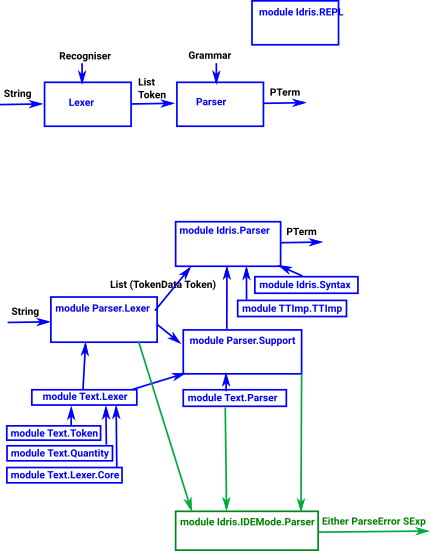 module Idris.REPL
Recogniser
Grammar
String
Lexer
List
Token
Parser
PTerm
module Idris.Parser
PTerm
List (TokenData Token)
module Idris.Syntax
module TTImp.TTImp
String
module Parser.Lexer
module Parser.Support
module Text.Lexer
module Text.Parser
module Text.Token
module Text.Quantity
module Text.Lexer.Core
module Idris.IDEMode.Parser
Either ParseError SExp